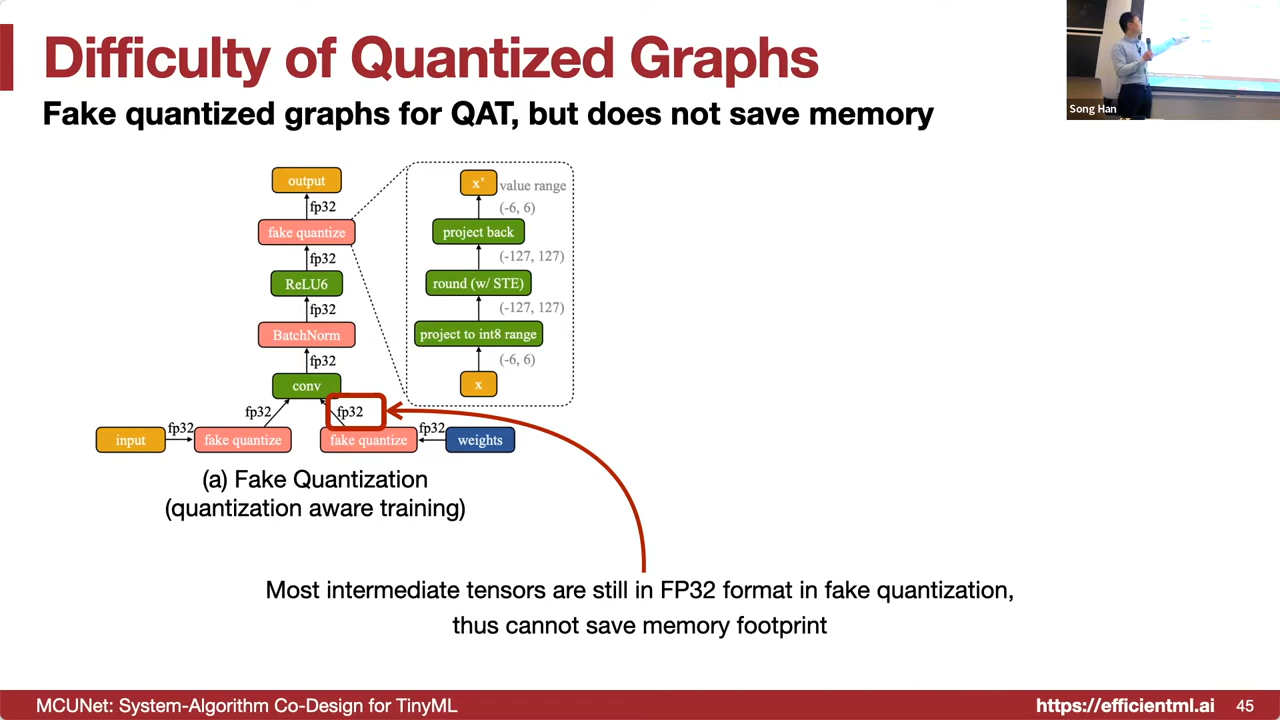 Difficulty of Quantized Graphs
Fake quantized graphs for QAT, but does not save memory
Song Han
output
fp32
fake quantize
fp32
ReLU6
fp32
BatchNorm
fp32
conv
fp32
fp32
input
fp32
fake quantize
fake quantize
fp32
weights
x’
value range
(-6, 6)
project back
(-127, 127)
round (w/ STE)
(-127, 127)
project to int8 range
(-6, 6)
x
(a) Fake Quantization
(quantization aware training)
Most intermediate tensors are still in FP32 format in fake quantization,
thus cannot save memory footprint
MCUNet: System-Algorithm Co-Design for TinyML
https://efficientml.ai
45